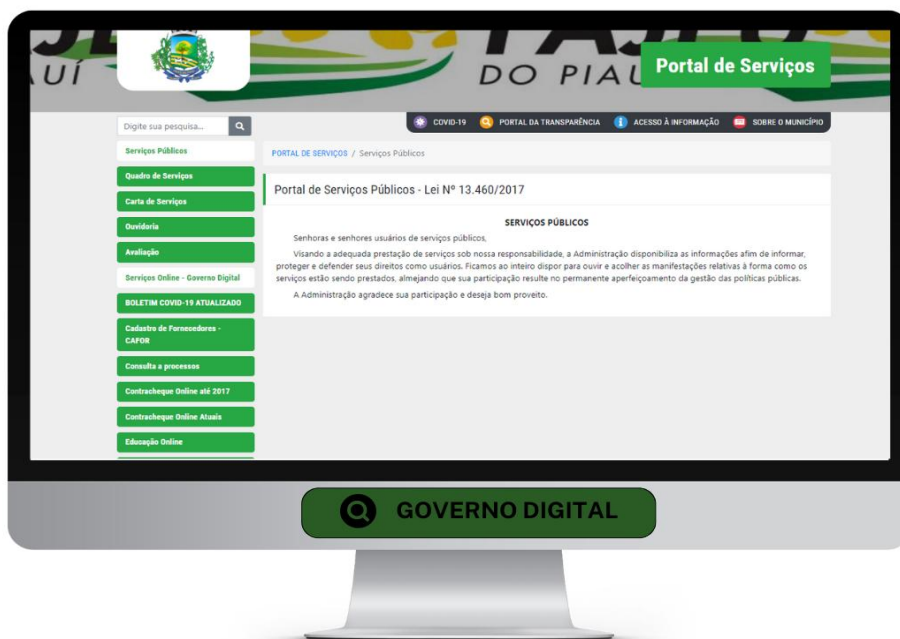 UÍ
DO PIAU
Portal de Serviços
Digite sua pesquisa...
COVID-19
PORTAL DA TRANSPARÊNCIA
ACESSO À INFORMAÇÃO
SOBRE O MUNICÍPIO
Serviços Públicos
Quadro de Serviços
Carta de Serviços
Ouvidoria
Avaliação
Serviços Online - Governo Digital
BOLETIM COVID-19 ATUALIZADO
Cadastro de Fornecedores -
CAFOR
Consulta a processos
Contracheque Online até 2017
Contracheque Online Atuais
Educação Online
PORTAL DE SERVIÇOS / Serviços Públicos
Portal de Serviços Públicos - Lei Nº 13.460/2017
SERVIÇOS PÚBLICOS
Senhoras e senhores usuários de serviços públicos,
Visando a adequada prestação de serviços sob nossa responsabilidade, a Administração disponibiliza as informações afim de informar,
proteger e defender seus direitos como usuários. Ficamos ao inteiro dispor para ouvir e acolher as manifestações relativas à forma como os
serviços estão sendo prestados, almejando que sua participação resulte no permanente aperfeiçoamento da gestão das políticas públicas.
A Administração agradece sua participação e deseja bom proveito.
GOVERNO DIGITAL